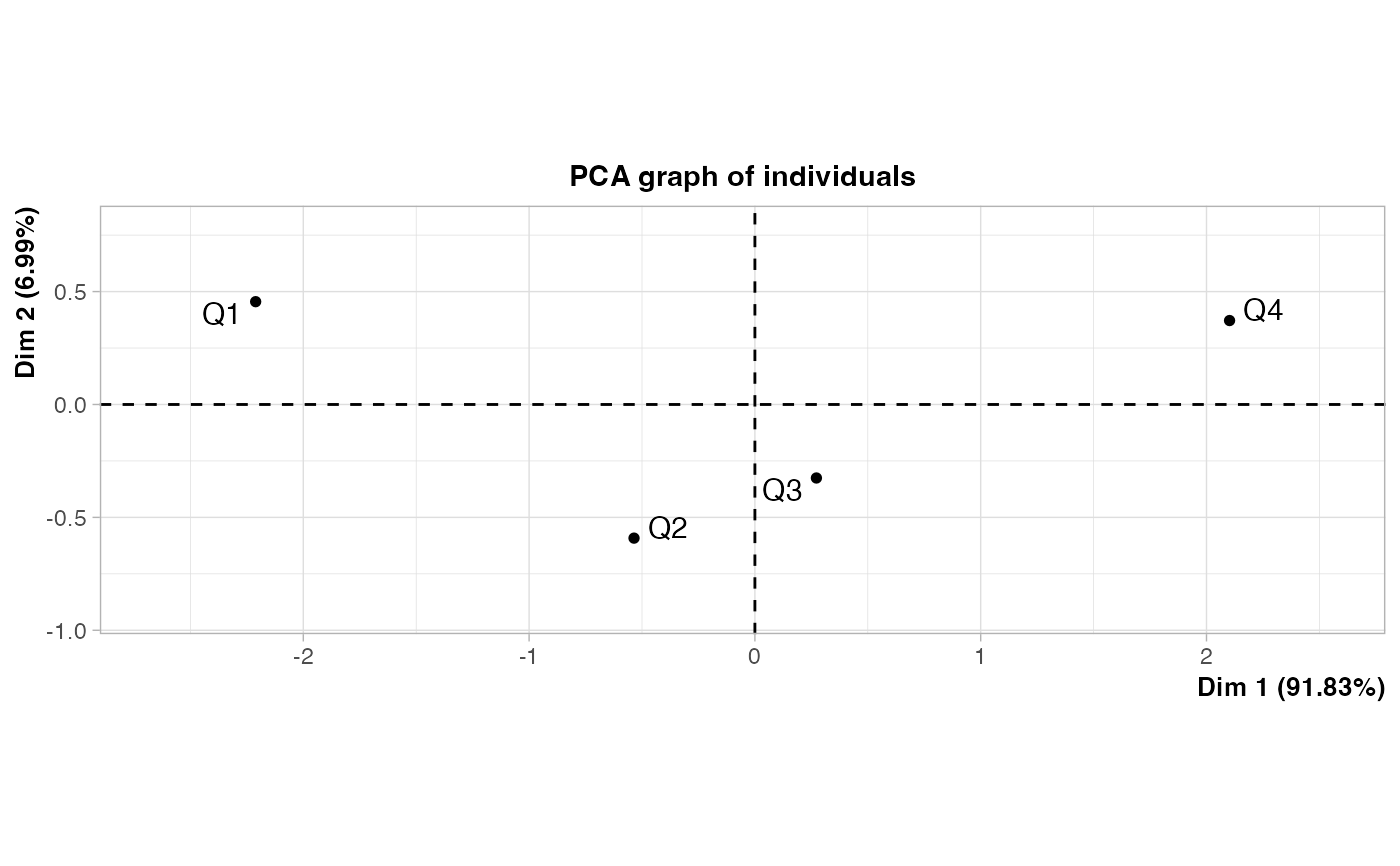 PCA graph of individuals
Dim 2 (6.99%)
0.5
0.0
-0.5
-1.0
Q1
Q4
Q3
Q2
-2
-1
0
1
2
Dim 1 (91.83%)